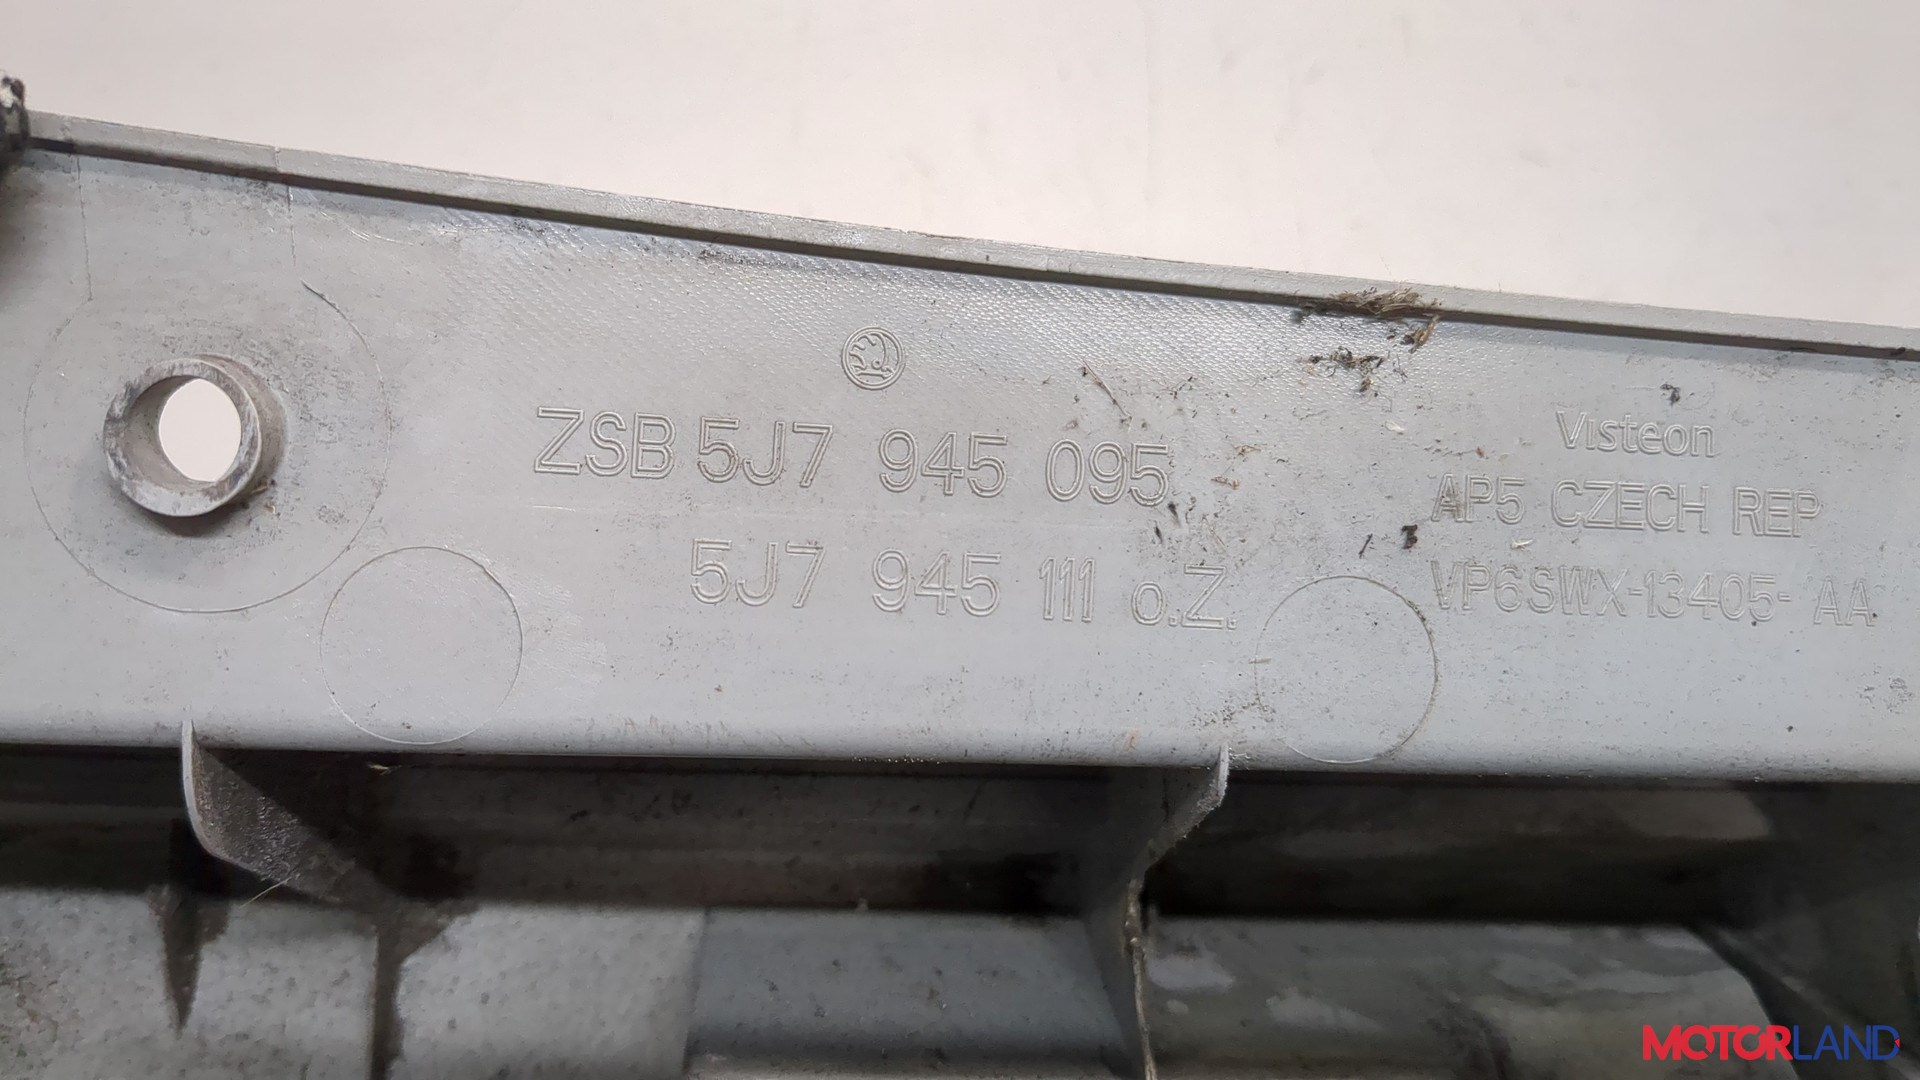 ZSB 5J7 945 095
5J7 945 111 o.Z.
Visteon
AP5 CZECH REP
VP6SWX-13405-AA
MOTORLAND